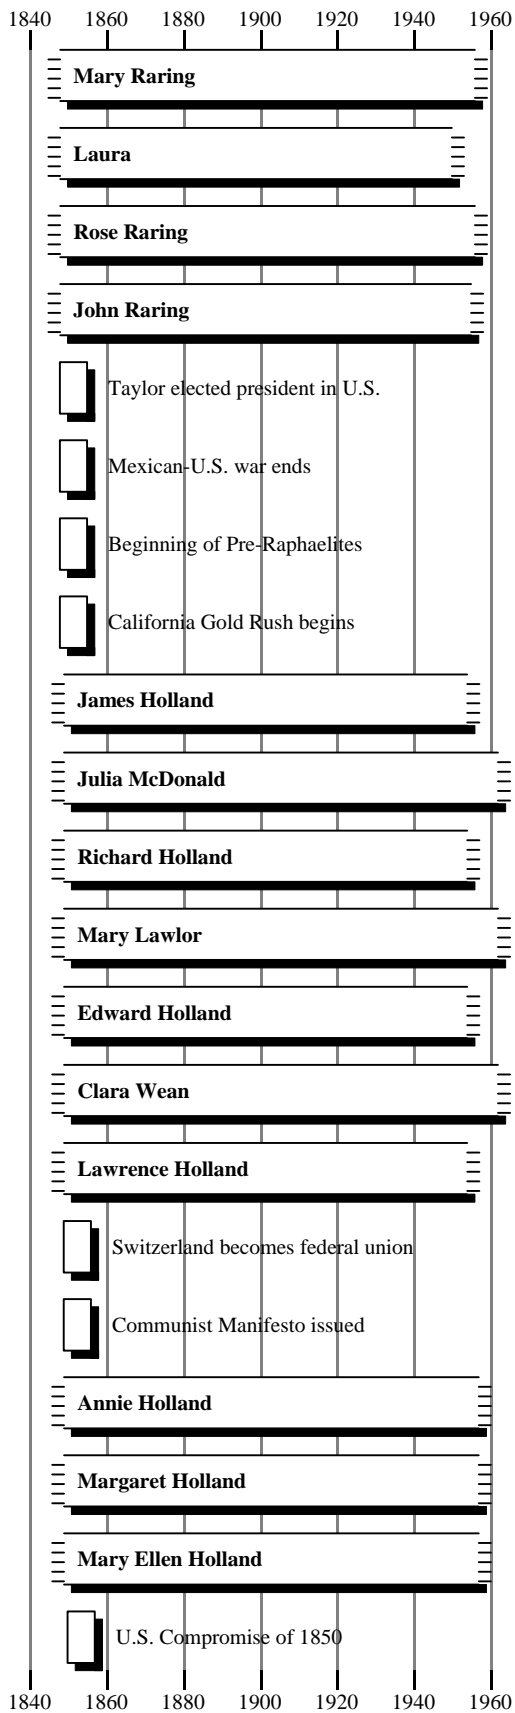 1840 1860 1880 1900 1920 1940 1960
Mary Raring
Laura
Rose Raring
John Raring
Taylor elected president in U.S.
Mexican-U.S. war ends
Beginning of Pre-Raphaelites
California Gold Rush begins
James Holland
Julia McDonald
Richard Holland
Mary Lawlor
Edward Holland
Clara Wean
Lawrence Holland
Switzerland becomes federal union
Communist Manifesto issued
Annie Holland
Margaret Holland
Mary Ellen Holland
U.S. Compromise of 1850
1840 1860 1880 1900 1920 1940 1960